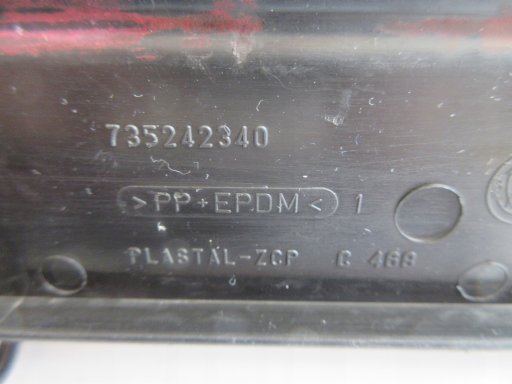 735242340
>PP+EPDM< 1
PLASTAL-ZCP C 468